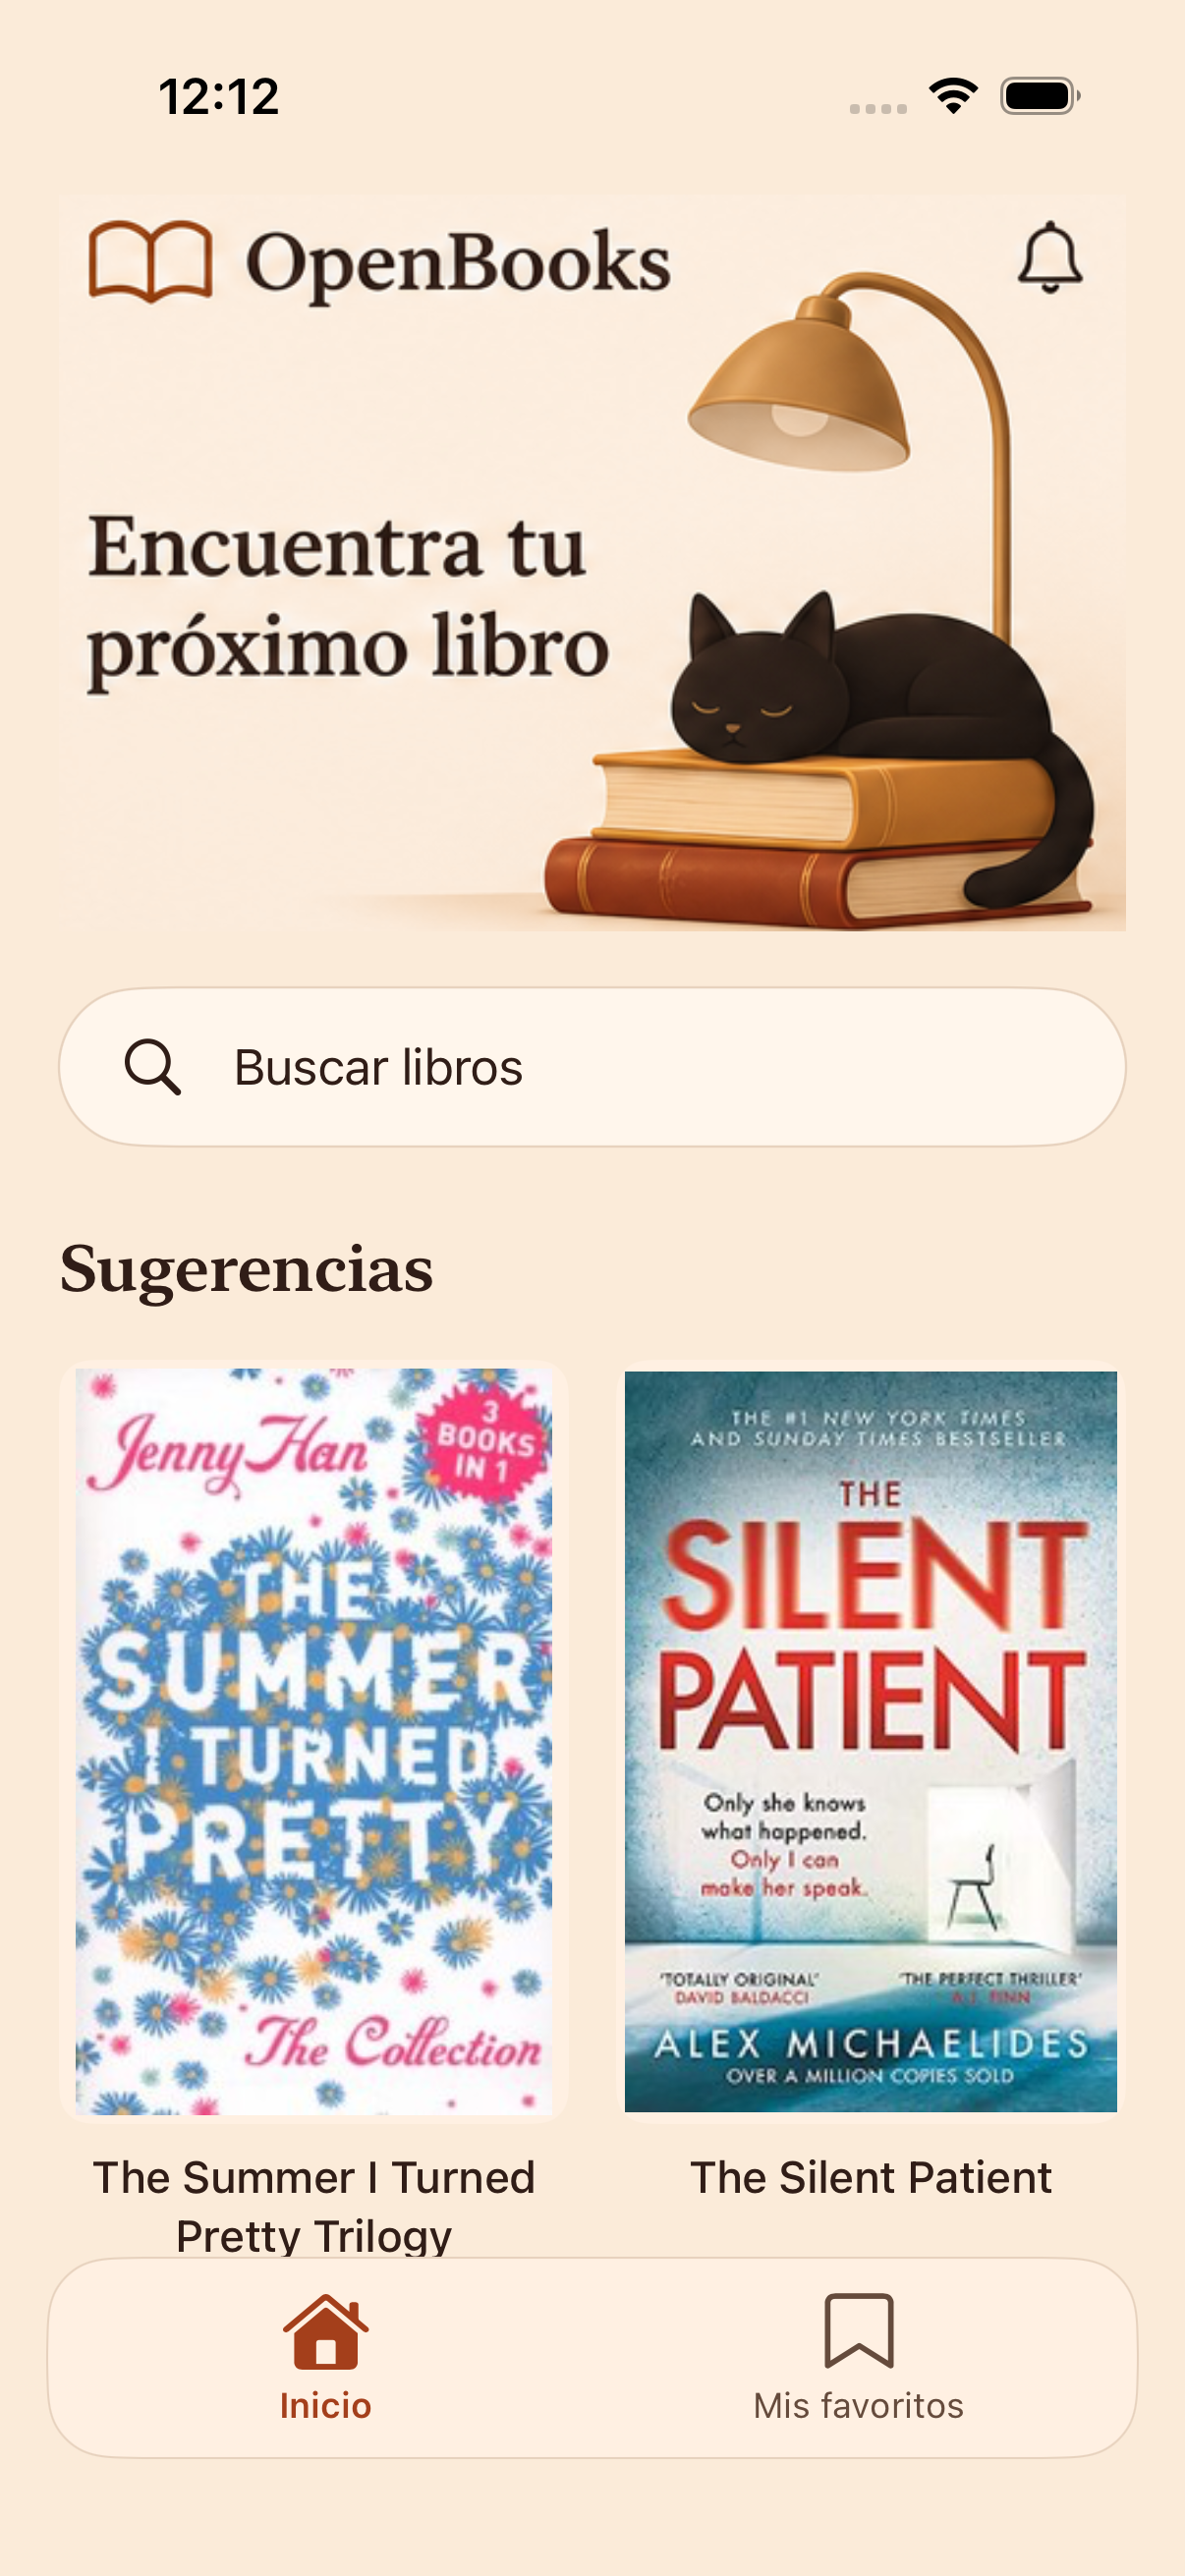 12:12
OpenBooks
Encuentra tu
próximo libro
Buscar libros
Sugerencias
Jenny Han
3
BOOKS
IN 1
THE
SUMMER
I TURNED
PRETTY
The Collection
THE #1 NEW YORK TIMES
AND SUNDAY TIMES BESTSELLER
THE
SILENT
PATIENT
Only she knows
what happened.
Only I can
make her speak.
'TOTALLY ORIGINAL'
DAVID BALDACCI
'THE PERFECT THRILLER'
A.J. FINN
ALEX MICHAELIDES
OVER A MILLION COPIES SOLD
The Summer I Turned
Pretty Trilogy
The Silent Patient
Inicio
Mis favoritos